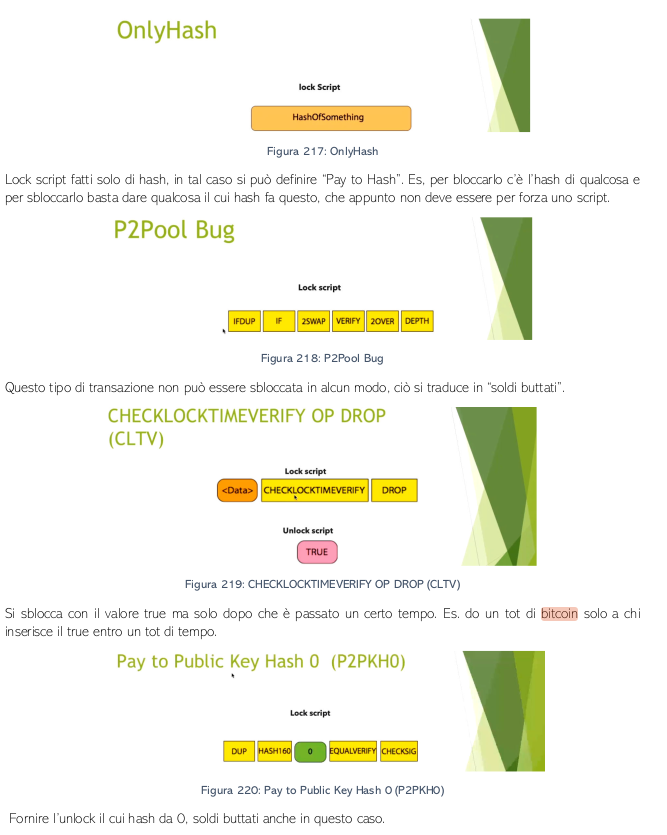 OnlyHash
lock Script
HashOfSomething
Figura 217: OnlyHash
Lock script fatti solo di hash, in tal caso si può definire “Pay to Hash”. Es, per bloccarlo c’è l’hash di qualcosa e
per sbloccarlo basta dare qualcosa il cui hash fa questo, che appunto non deve essere per forza uno script.
P2Pool Bug
Lock script
IFDUP IF 2SWAP VERIFY 2OVER DEPTH
Figura 218: P2Pool Bug
Questo tipo di transazione non può essere sbloccata in alcun modo, ciò si traduce in “soldi buttati”.
CHECKLOCKTIMEVERIFY OP DROP
(CLTV)
Lock script
<Data> CHECKLOCKTIMEVERIFY DROP
Unlock script
TRUE
Figura 219: CHECKLOCKTIMEVERIFY OP DROP (CLTV)
Si sblocca con il valore true ma solo dopo che è passato un certo tempo. Es. do un tot di bitcoin solo a chi
inserisce il true entro un tot di tempo.
Pay to Public Key Hash 0 (P2PKH0)
Lock script
DUP HASH160 0 EQUALVERIFY CHECKSIG
Figura 220: Pay to Public Key Hash 0 (P2PKH0)
Fornire l’unlock il cui hash da 0, soldi buttati anche in questo caso.